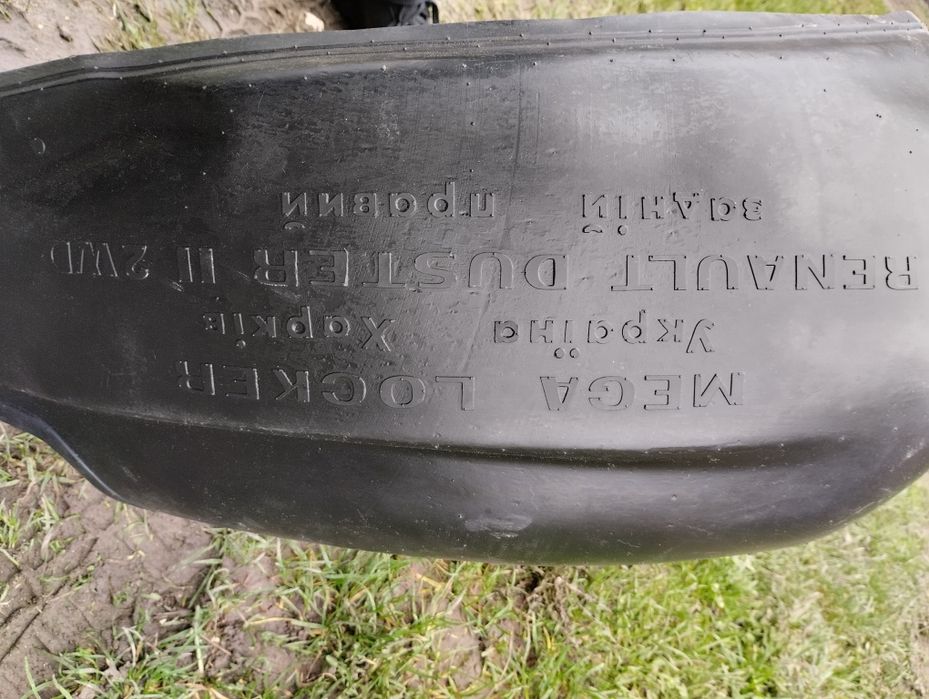 MEGA LOCKER
Україна Харків
RENAULT DUSTER II 2WD
задній правий